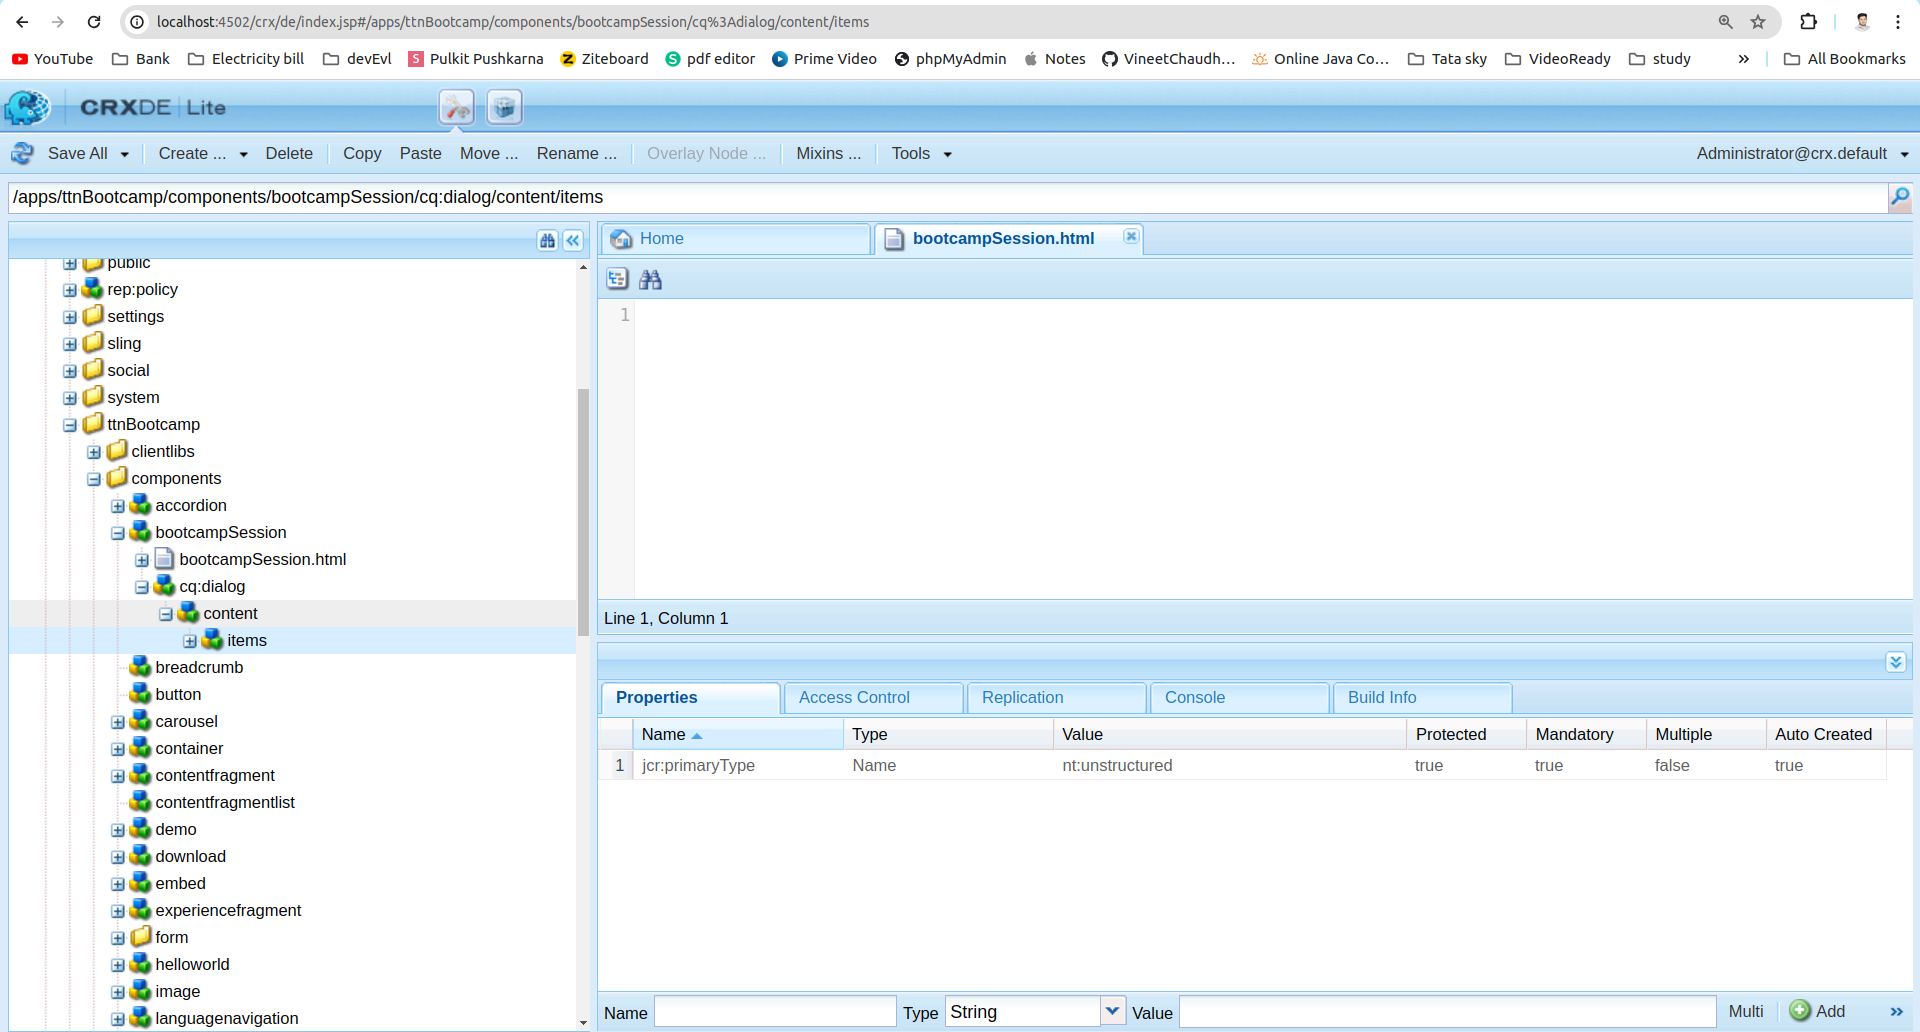 localhost:4502/crx/de/index.jsp#/apps/ttnBootcamp/components/bootcampSession/cq%3Adialog/content/items
YouTube Bank Electricity bill devEvl Pulkit Pushkarna Ziteboard pdf editor Prime Video phpMyAdmin Notes VineetChaudh... Online Java Co... Tata sky VideoReady study » All Bookmarks
CRXDE | Lite
Save All Create ... Delete Copy Paste Move ... Rename ... Overlay Node ... Mixins ... Tools Administrator@crx.default
/apps/ttnBootcamp/components/bootcampSession/cq:dialog/content/items
Home bootcampSession.html
public
rep:policy
settings
sling
social
system
ttnBootcamp
clientlibs
components
accordion
bootcampSession
bootcampSession.html
cq:dialog
content
items
breadcrumb
button
carousel
container
contentfragment
contentfragmentlist
demo
download
embed
experiencefragment
form
helloworld
image
languagenavigation
1
Line 1, Column 1
Properties Access Control Replication Console Build Info
Name Type Value Protected Mandatory Multiple Auto Created
1 jcr:primaryType Name nt:unstructured true true false true
Name Type String Value Multi Add »